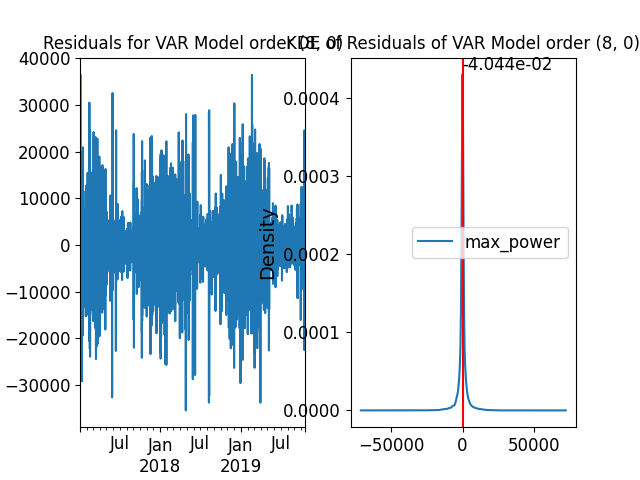 Residuals for VAR Model order (8, 0)
KDE of Residuals of VAR Model order (8, 0)
40000
30000
20000
10000
0
−10000
−20000
−30000
Jul
Jan
2018
Jul
Jan
2019
Jul
Density
0.0004
0.0003
0.0002
0.0001
0.0000
-4.044e-02
max_power
−50000
0
50000